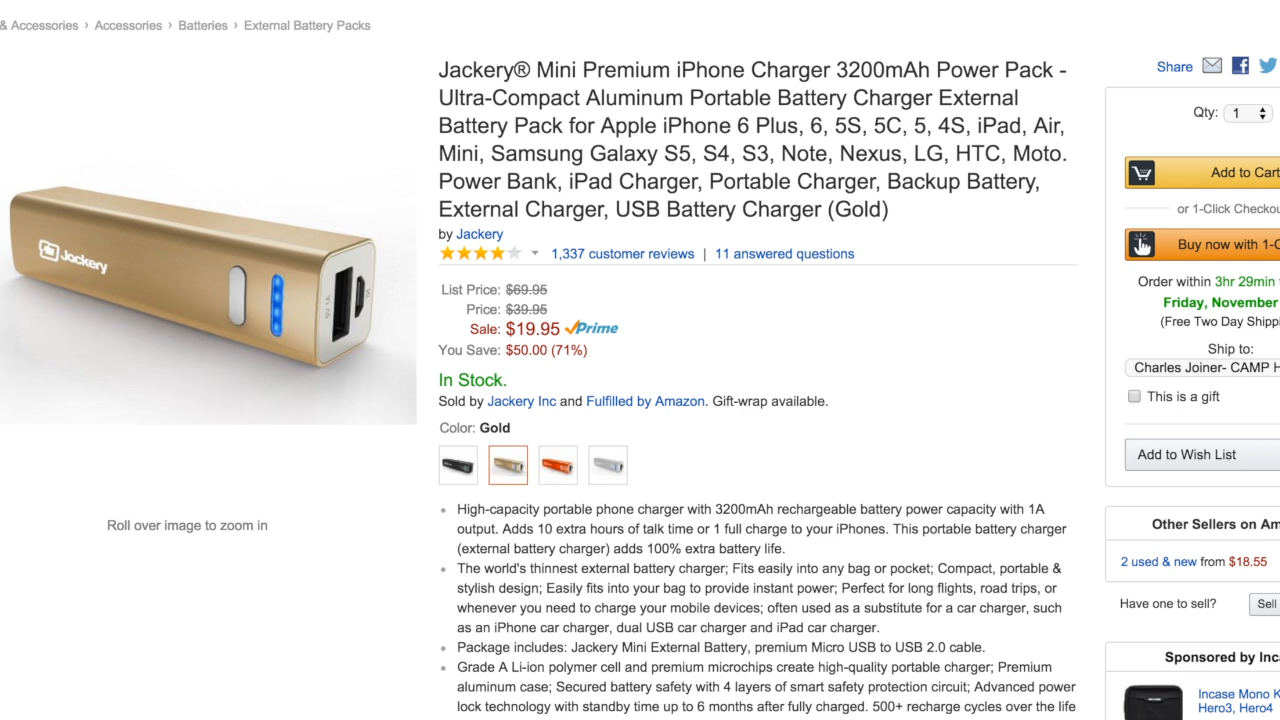 & Accessories › Accessories › Batteries › External Battery Packs
Jackery
5V 1A
Roll over image to zoom in
Jackery® Mini Premium iPhone Charger 3200mAh Power Pack -
Ultra-Compact Aluminum Portable Battery Charger External
Battery Pack for Apple iPhone 6 Plus, 6, 5S, 5C, 5, 4S, iPad, Air,
Mini, Samsung Galaxy S5, S4, S3, Note, Nexus, LG, HTC, Moto.
Power Bank, iPad Charger, Portable Charger, Backup Battery,
External Charger, USB Battery Charger (Gold)
by Jackery
1,337 customer reviews | 11 answered questions
List Price: $69.95
Price: $39.95
Sale: $19.95 Prime
You Save: $50.00 (71%)
In Stock.
Sold by Jackery Inc and Fulfilled by Amazon. Gift-wrap available.
Color: Gold
High-capacity portable phone charger with 3200mAh rechargeable battery power capacity with 1A
output. Adds 10 extra hours of talk time or 1 full charge to your iPhones. This portable battery charger
(external battery charger) adds 100% extra battery life.
The world's thinnest external battery charger; Fits easily into any bag or pocket; Compact, portable &
stylish design; Easily fits into your bag to provide instant power; Perfect for long flights, road trips, or
whenever you need to charge your mobile devices; often used as a substitute for a car charger, such
as an iPhone car charger, dual USB car charger and iPad car charger.
Package includes: Jackery Mini External Battery, premium Micro USB to USB 2.0 cable.
Grade A Li-ion polymer cell and premium microchips create high-quality portable charger; Premium
aluminum case; Secured battery safety with 4 layers of smart safety protection circuit; Advanced power
lock technology with standby time up to 6 months after fully charged. 500+ recharge cycles over the life
Share
Qty: 1
Add to Cart
or 1-Click Checkou
Buy now with 1-C
Order within 3hr 29min
Friday, November
(Free Two Day Shippi
Ship to:
Charles Joiner- CAMP H
This is a gift
Add to Wish List
Other Sellers on Am
2 used & new from $18.55
Have one to sell? Sell
Sponsored by Inc
Incase Mono K
Hero3, Hero4